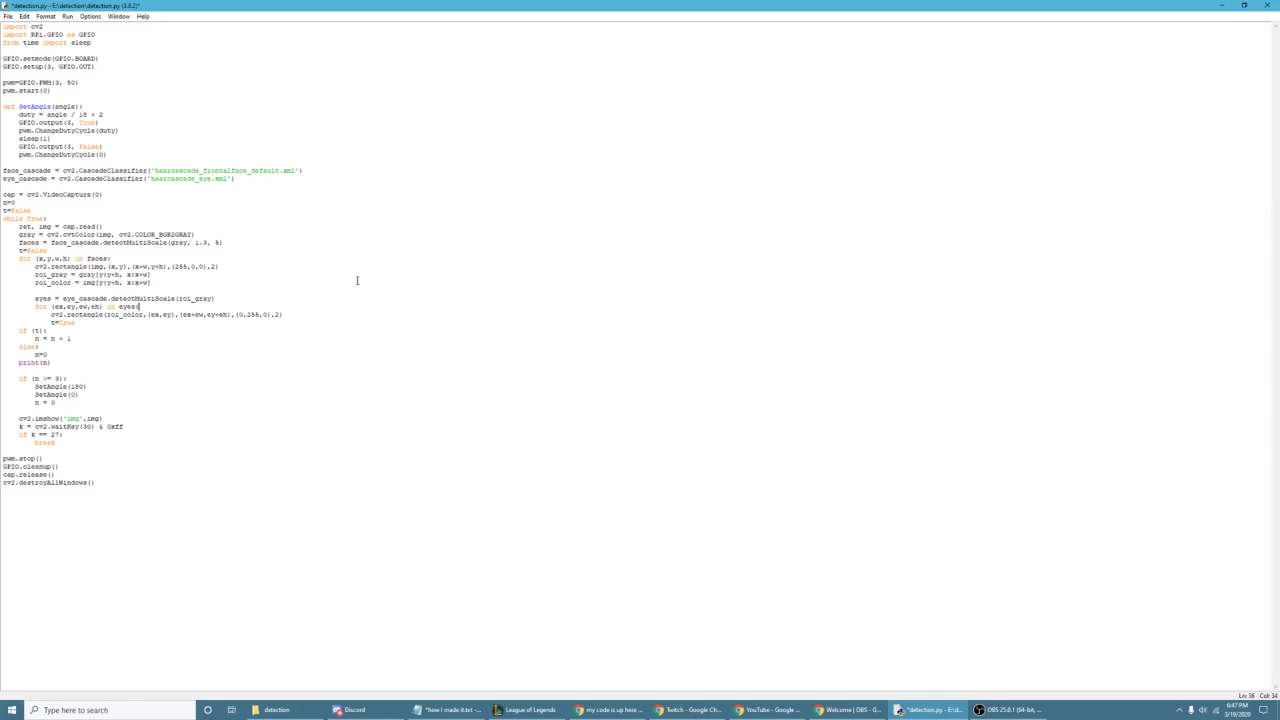 *detection.py - E:\detection\detection.py (3.8.2)*
File Edit Format Run Options Window Help
import cv2
import RPi.GPIO as GPIO
from time import sleep
GPIO.setmode(GPIO.BOARD)
GPIO.setup(3, GPIO.OUT)
pwm=GPIO.PWM(3, 50)
pwm.start(0)
def SetAngle(angle):
duty = angle / 18 + 2
GPIO.output(3, True)
pwm.ChangeDutyCycle(duty)
sleep(1)
GPIO.output(3, False)
pwm.ChangeDutyCycle(0)
face_cascade = cv2.CascadeClassifier('haarcascade_frontalface_default.xml')
eye_cascade = cv2.CascadeClassifier('haarcascade_eye.xml')
cap = cv2.VideoCapture(0)
n=0
t=False
while True:
ret, img = cap.read()
gray = cv2.cvtColor(img, cv2.COLOR_BGR2GRAY)
faces = face_cascade.detectMultiScale(gray, 1.3, 5)
t=False
for (x,y,w,h) in faces:
cv2.rectangle(img,(x,y),(x+w,y+h),(255,0,0),2)
roi_gray = gray[y:y+h, x:x+w]
roi_color = img[y:y+h, x:x+w]
eyes = eye_cascade.detectMultiScale(roi_gray)
for (ex,ey,ew,eh) in eyes:
cv2.rectangle(roi_color,(ex,ey),(ex+ew,ey+eh),(0,255,0),2)
t=True
if (t):
n = n + 1
else:
n=0
print(n)
if (n >= 3):
SetAngle(180)
SetAngle(0)
n = 0
cv2.imshow('img',img)
k = cv2.waitKey(30) & 0xff
if k == 27:
break
pwm.stop()
GPIO.cleanup()
cap.release()
cv2.destroyAllWindows()
Ln: 36 Col: 34
Type here to search
detection
Discord
*how I made it.txt -...
League of Legends
my code is up here ...
Twitch - Google Ch...
YouTube - Google ...
Welcome | OBS - G...
*detection.py - E:\d...
OBS 25.0.1 (64-bit, ...
6:47 PM
3/19/2020